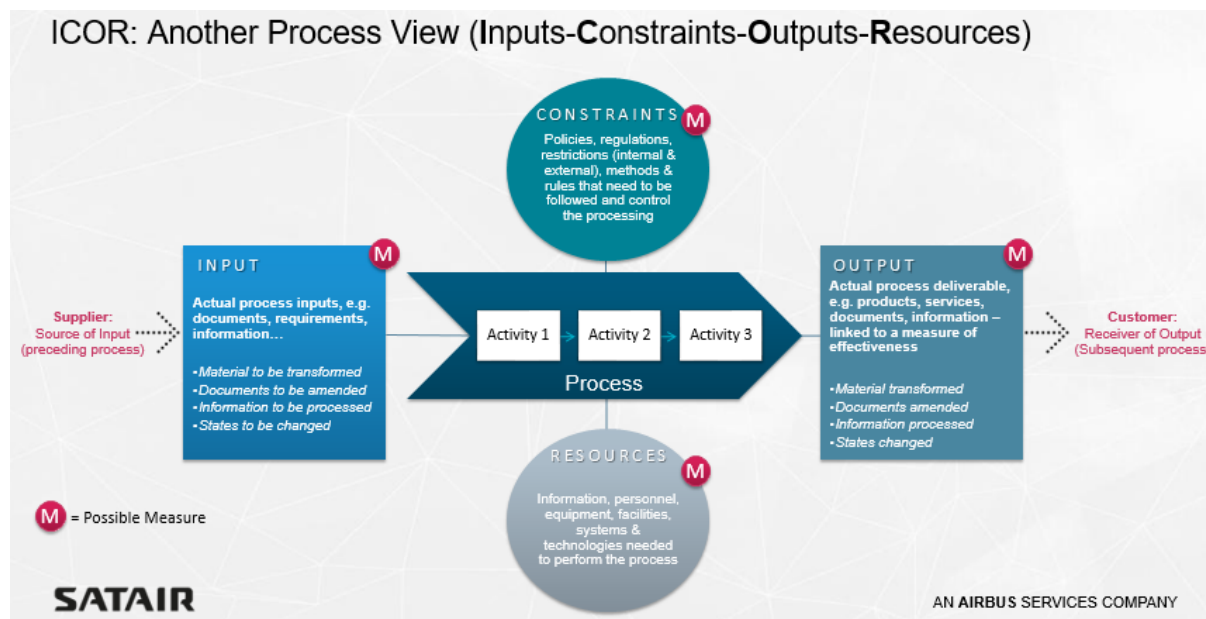 ICOR: Another Process View (Inputs-Constraints-Outputs-Resources)
CONSTRAINTS
M
Policies, regulations,
restrictions (internal &
external), methods &
rules that need to be
followed and control
the processing
Supplier:
Source of Input
(preceding process)
INPUT
M
Actual process inputs, e.g.
documents, requirements,
information…
•Material to be transformed
•Documents to be amended
•Information to be processed
•States to be changed
Activity 1
Activity 2
Activity 3
Process
OUTPUT
M
Actual process deliverable,
e.g. products, services,
documents, information –
linked to a measure of
effectiveness
•Material transformed
•Documents amended
•Information processed
•States changed
Customer:
Receiver of Output
(Subsequent process
RESOURCES
M
Information, personnel,
equipment, facilities,
systems &
technologies needed
to perform the process
M = Possible Measure
SATAIR
AN AIRBUS SERVICES COMPANY